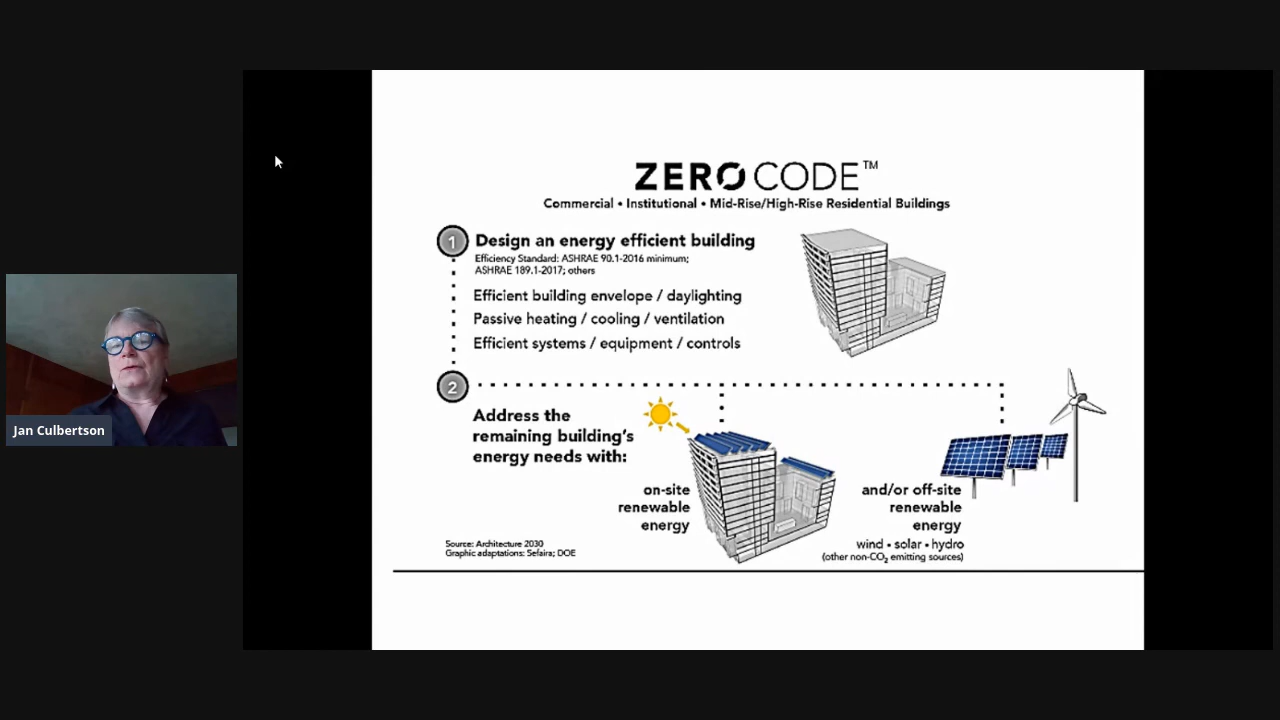 ZERO CODE™
Commercial • Institutional • Mid-Rise/High-Rise Residential Buildings
1
Design an energy efficient building
Efficiency Standard: ASHRAE 90.1-2016 minimum;
ASHRAE 189.1-2017; others
Efficient building envelope / daylighting
Passive heating / cooling / ventilation
Efficient systems / equipment / controls
2
Address the
remaining building's
energy needs with:
on-site
renewable
energy
and/or off-site
renewable
energy
wind • solar • hydro
(other non-CO₂ emitting sources)
Source: Architecture 2030
Graphic adaptations: Sefaira; DOE
Jan Culbertson